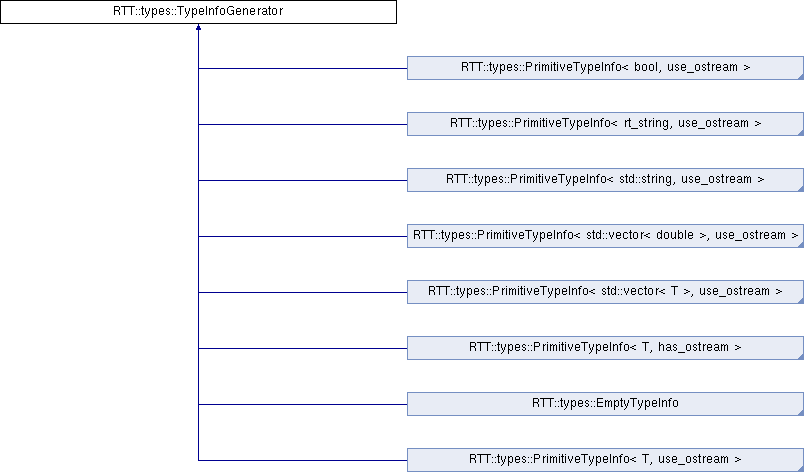 RTT::types::TypeInfoGenerator
RTT::types::PrimitiveTypeInfo< bool, use_ostream >
RTT::types::PrimitiveTypeInfo< rt_string, use_ostream >
RTT::types::PrimitiveTypeInfo< std::string, use_ostream >
RTT::types::PrimitiveTypeInfo< std::vector< double >, use_ostream >
RTT::types::PrimitiveTypeInfo< std::vector< T >, use_ostream >
RTT::types::PrimitiveTypeInfo< T, has_ostream >
RTT::types::EmptyTypeInfo
RTT::types::PrimitiveTypeInfo< T, use_ostream >